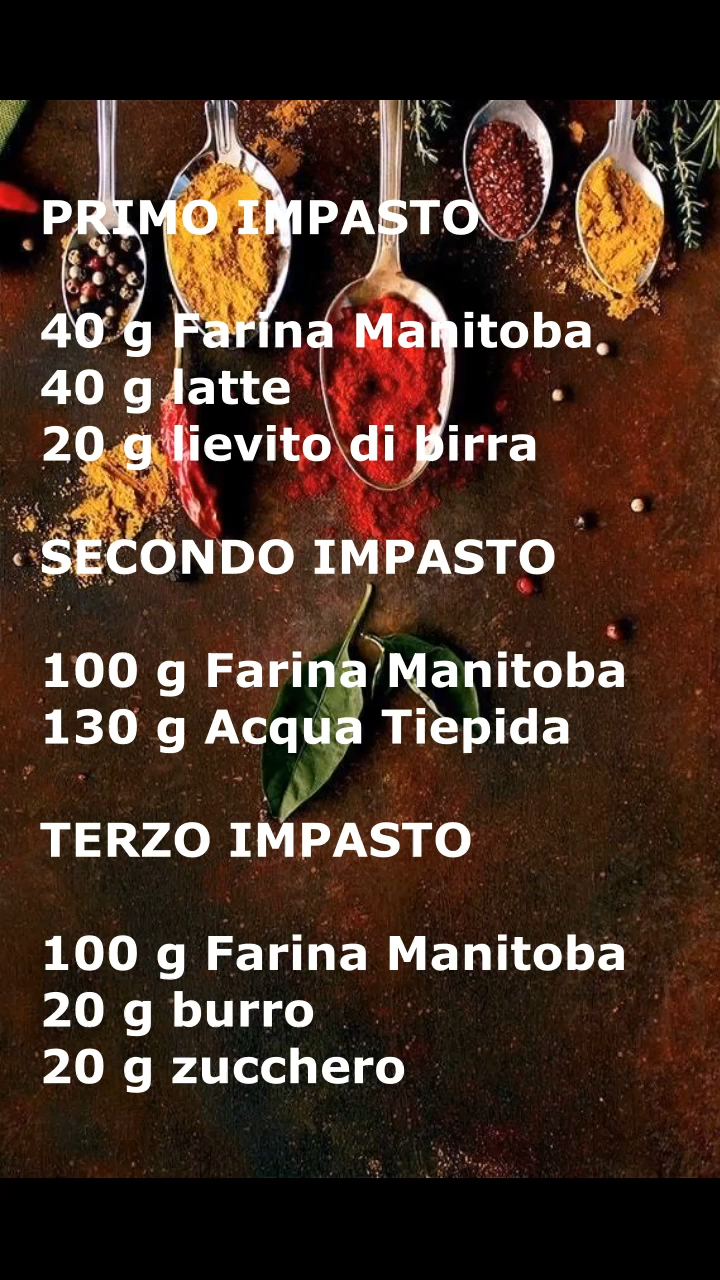 PRIMO IMPASTO
40 g Farina Manitoba
40 g latte
20 g lievito di birra
SECONDO IMPASTO
100 g Farina Manitoba
130 g Acqua Tiepida
TERZO IMPASTO
100 g Farina Manitoba
20 g burro
20 g zucchero